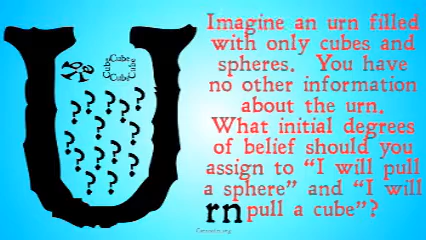 Imagine an urn filled
with only cubes and
spheres. You have
no other information
about the urn.
What initial degrees
of belief should you
assign to "I will pull
a sphere" and "I will
pull a cube"?
Urn
Cube
Cube
Cube
Cube
? ? ? ? ? ? ? ? ? ? ? ? ?